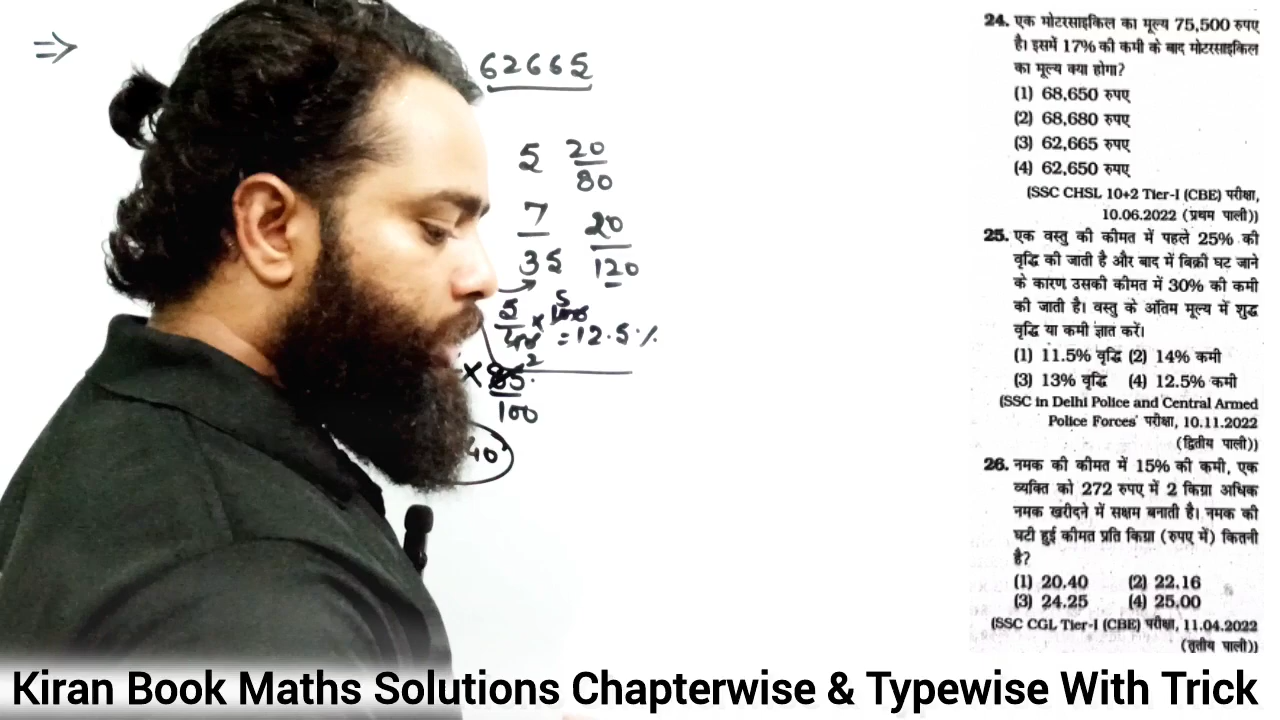 ⇒
62665
5 20
80
7 20
35 120
5 5
× 100 = 12.5%
40 2
× 85
100
40
24. एक मोटरसाइकिल का मूल्य 75,500 रुपए
है। इसमें 17% की कमी के बाद मोटरसाइकिल
का मूल्य क्या होगा?
(1) 68,650 रुपए
(2) 68,680 रुपए
(3) 62,665 रुपए
(4) 62,650 रुपए
(SSC CHSL 10+2 Tier-I (CBE) परीक्षा,
10.06.2022 (प्रथम पाली))
25. एक वस्तु की कीमत में पहले 25% की
वृद्धि की जाती है और बाद में बिक्री घट जाने
के कारण उसकी कीमत में 30% की कमी
की जाती है। वस्तु के अंतिम मूल्य में शुद्ध
वृद्धि या कमी ज्ञात करें।
(1) 11.5% वृद्धि (2) 14% कमी
(3) 13% वृद्धि (4) 12.5% कमी
(SSC in Delhi Police and Central Armed
Police Forces' परीक्षा, 10.11.2022
(द्वितीय पाली))
26. नमक की कीमत में 15% की कमी, एक
व्यक्ति को 272 रुपए में 2 किग्रा अधिक
नमक खरीदने में सक्षम बनाती है। नमक की
घटी हुई कीमत प्रति किग्रा (रुपए में) कितनी
है?
(1) 20.40 (2) 22.16
(3) 24.25 (4) 25.00
(SSC CGL Tier-I (CBE) परीक्षा, 11.04.2022
(तृतीय पाली))
Kiran Book Maths Solutions Chapterwise & Typewise With Trick